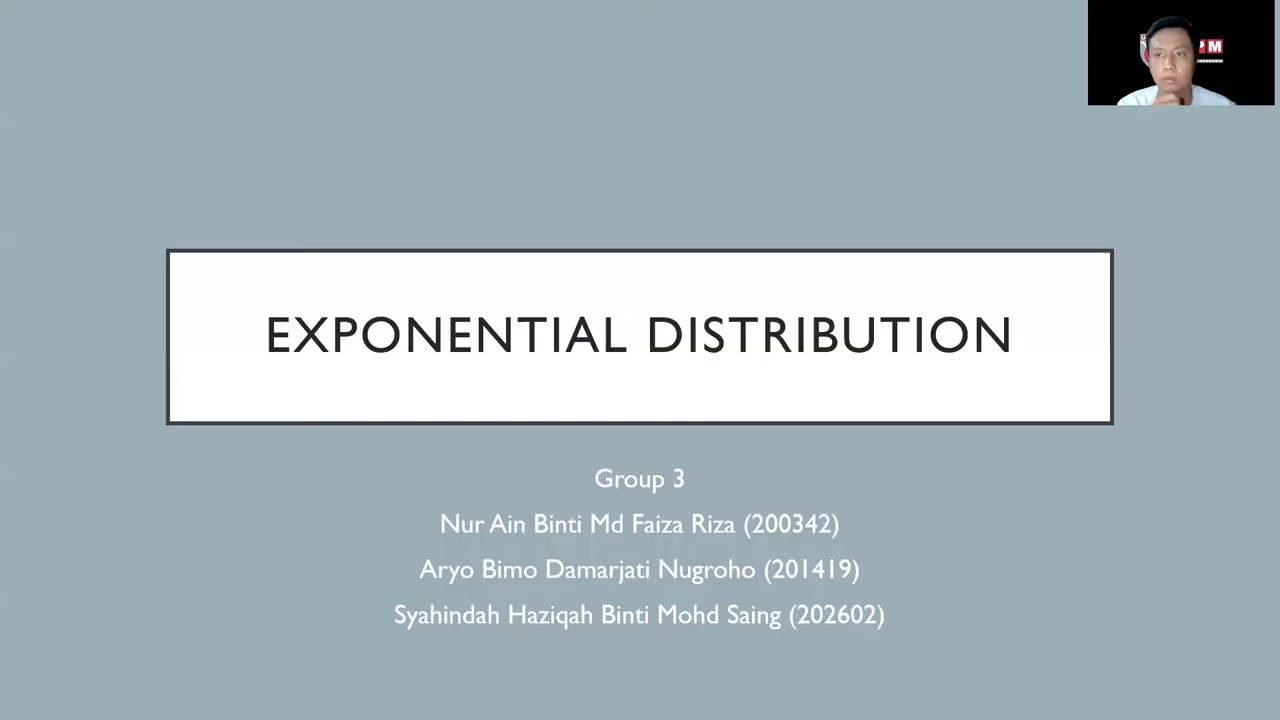 EXPONENTIAL DISTRIBUTION
Group 3
Nur Ain Binti Md Faiza Riza (200342)
Aryo Bimo Damarjati Nugroho (201419)
Syahindah Haziqah Binti Mohd Saing (202602)
PM